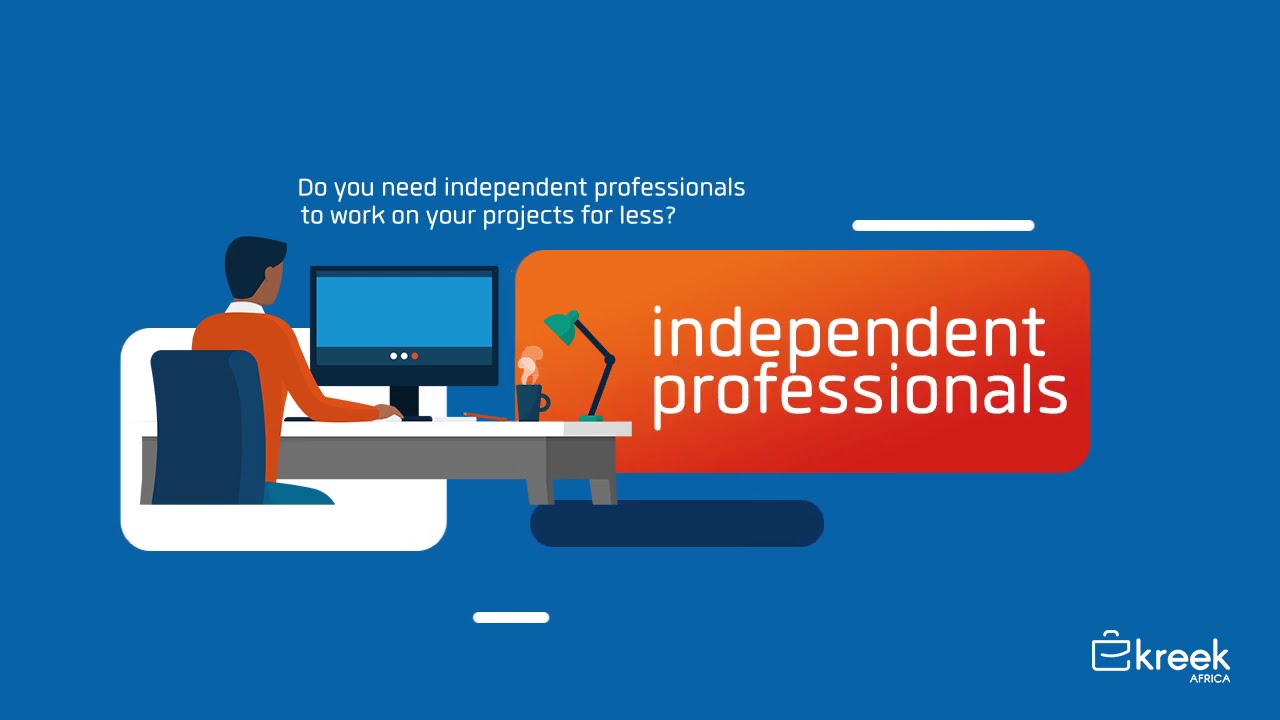 Do you need independent professionals
to work on your projects for less?
independent
professionals
kreek
AFRICA